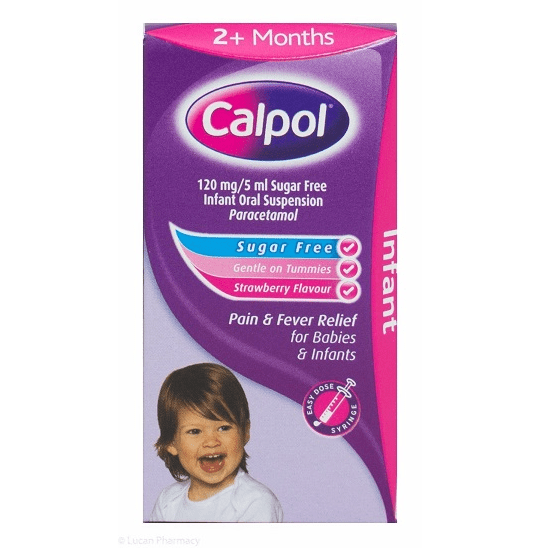 2+ Months
Calpol®
120 mg/5 ml Sugar Free
Infant Oral Suspension
Paracetamol
Sugar Free
Gentle on Tummies
Strawberry Flavour
Pain & Fever Relief
for Babies
& Infants
EASY DOSE
SYRINGE
Infant
© Lucan Pharmacy